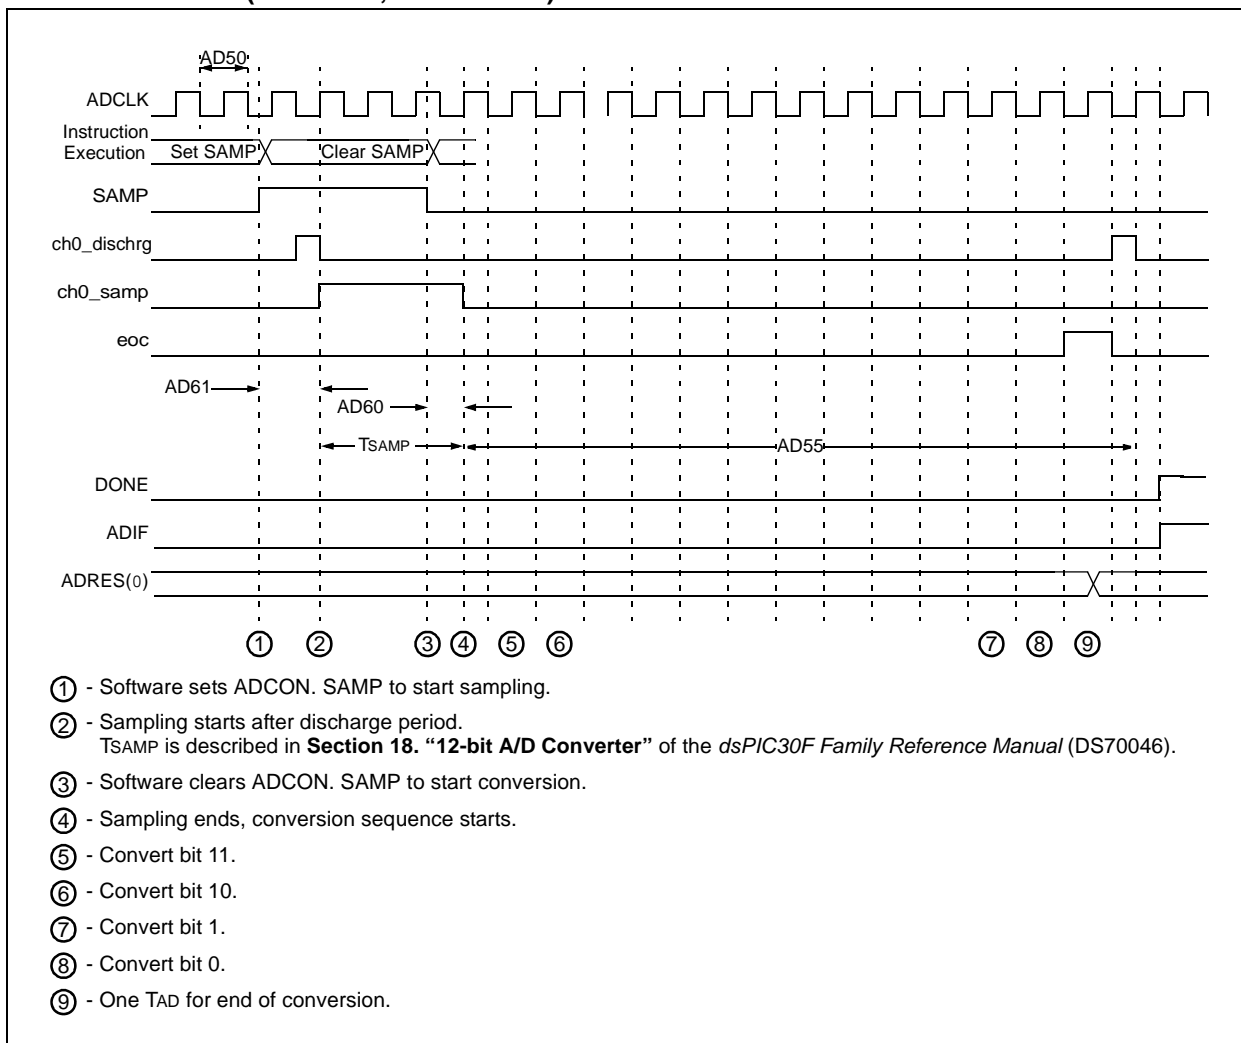 AD50
ADCLK
Instruction
Execution
Set SAMP
Clear SAMP
SAMP
ch0_dischrg
ch0_samp
eoc
AD61
AD60
TSAMP
AD55
DONE
ADIF
ADRES(0)
1 2 3 4 5 6 7 8 9
1 - Software sets ADCON. SAMP to start sampling.
2 - Sampling starts after discharge period.
TSAMP is described in Section 18. “12-bit A/D Converter” of the dsPIC30F Family Reference Manual (DS70046).
3 - Software clears ADCON. SAMP to start conversion.
4 - Sampling ends, conversion sequence starts.
5 - Convert bit 11.
6 - Convert bit 10.
7 - Convert bit 1.
8 - Convert bit 0.
9 - One TAD for end of conversion.